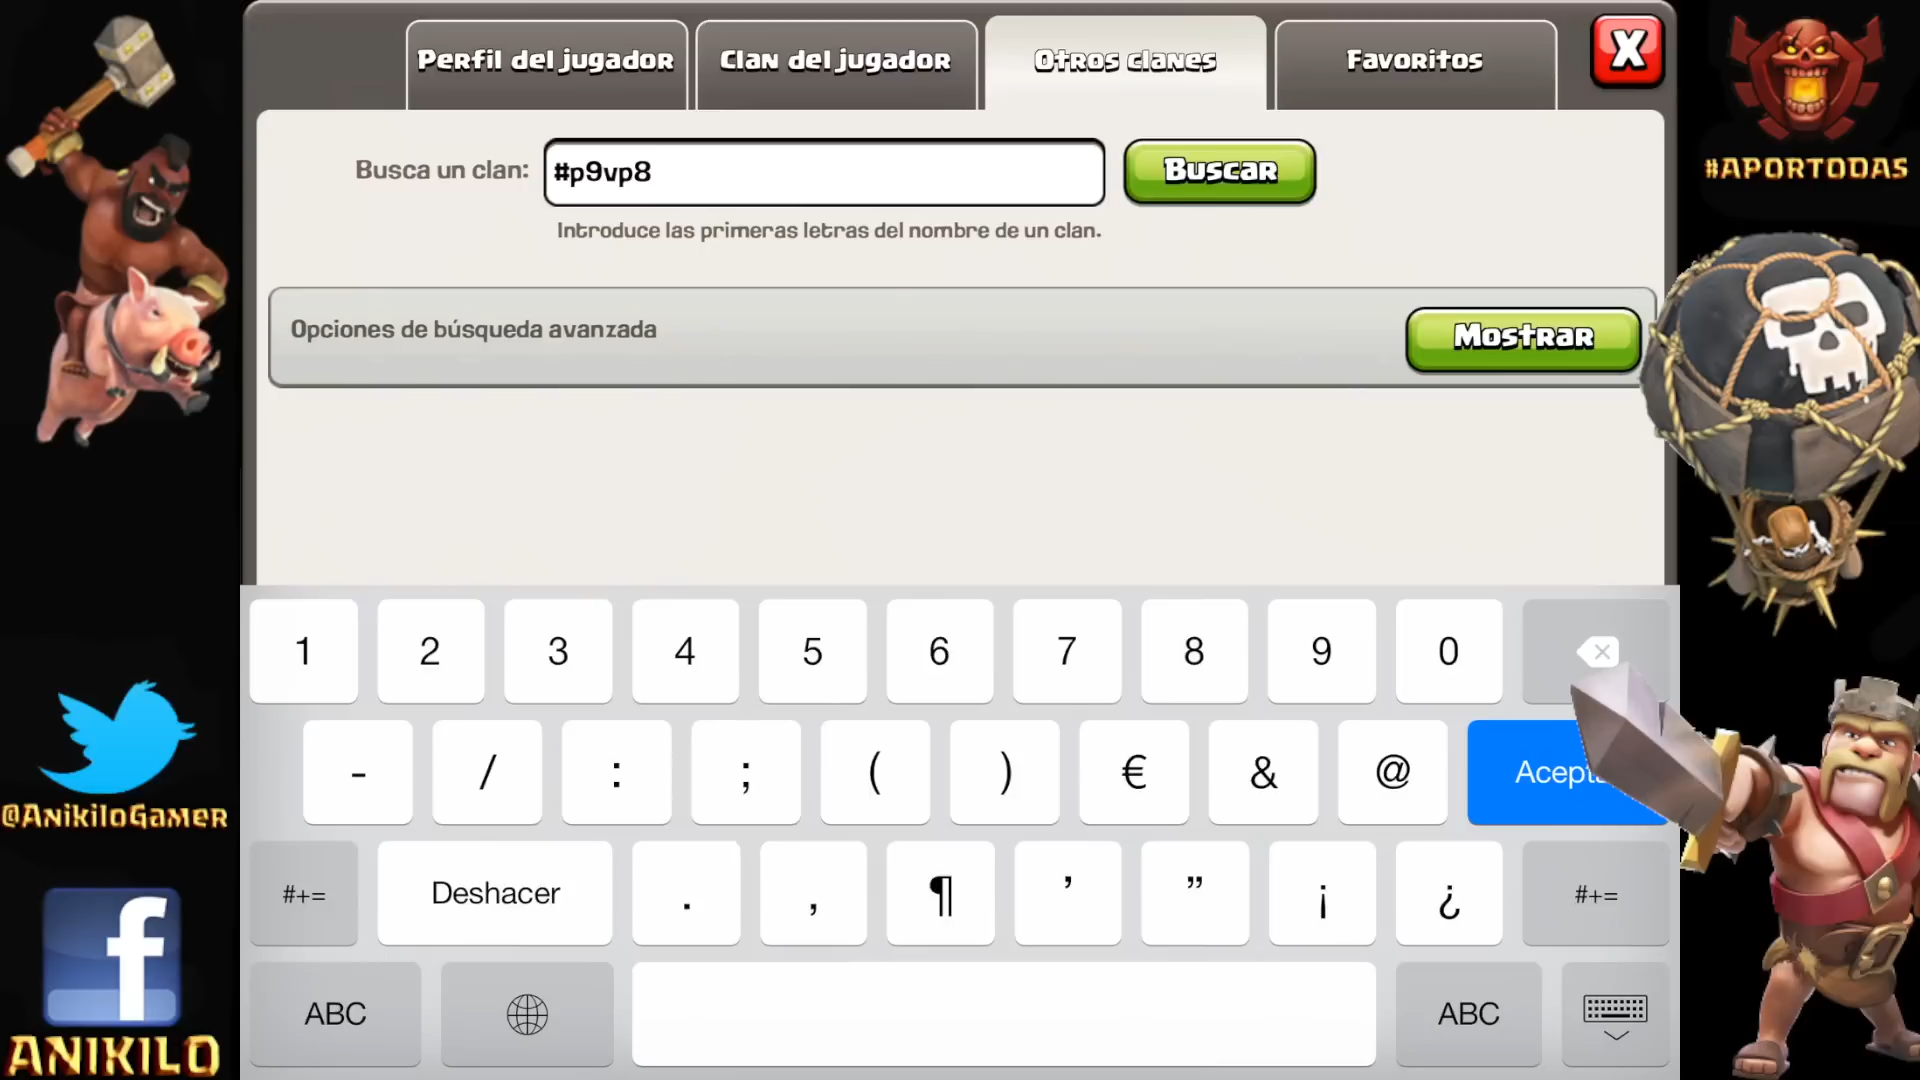 Perfil del jugador
Clan del jugador
Otros clanes
Favoritos
X
#APORTODAS
Busca un clan:
#p9vp8
Buscar
Introduce las primeras letras del nombre de un clan.
Opciones de búsqueda avanzada
Mostrar
1 2 3 4 5 6 7 8 9 0
- / : ; ( ) € & @
#+= Deshacer . , ¶ ' " ¡ ¿ #+=
ABC ABC
@AnikiloGamer
f
ANIKILO